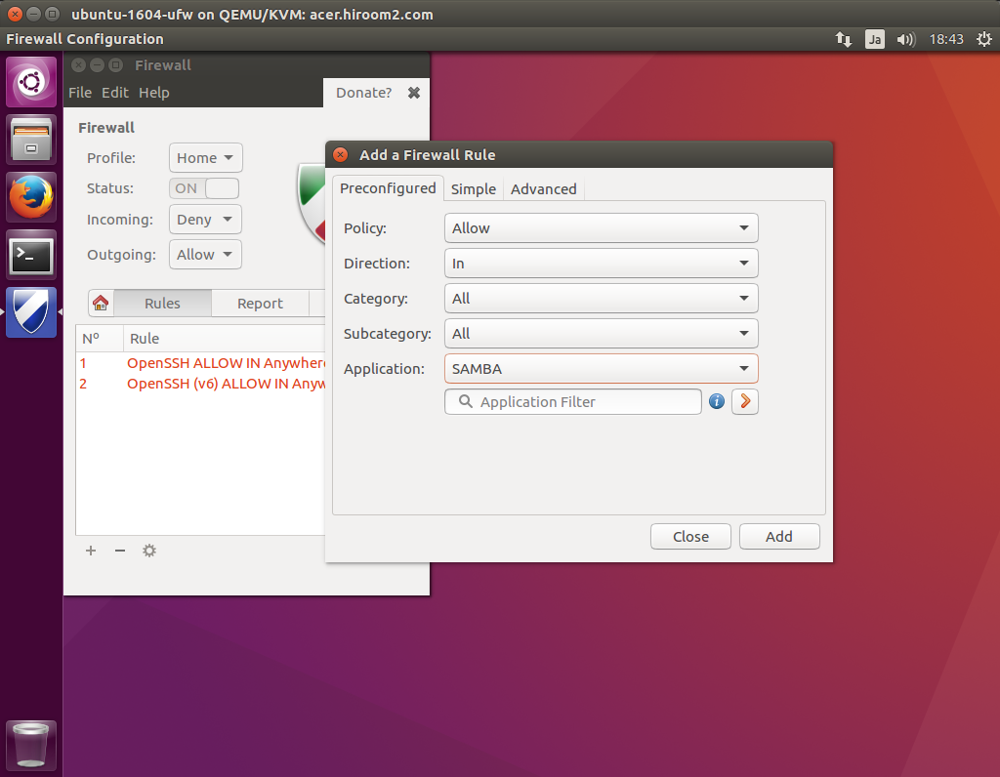 ubuntu-1604-ufw on QEMU/KVM: acer.hiroom2.com
Firewall Configuration
Ja
18:43
Firewall
File Edit Help
Donate?
Firewall
Profile: Home
Status: ON
Incoming: Deny
Outgoing: Allow
Rules Report
Nº Rule
1 OpenSSH ALLOW IN Anywhere
2 OpenSSH (v6) ALLOW IN Anyw
Add a Firewall Rule
Preconfigured Simple Advanced
Policy: Allow
Direction: In
Category: All
Subcategory: All
Application: SAMBA
Application Filter
Close Add